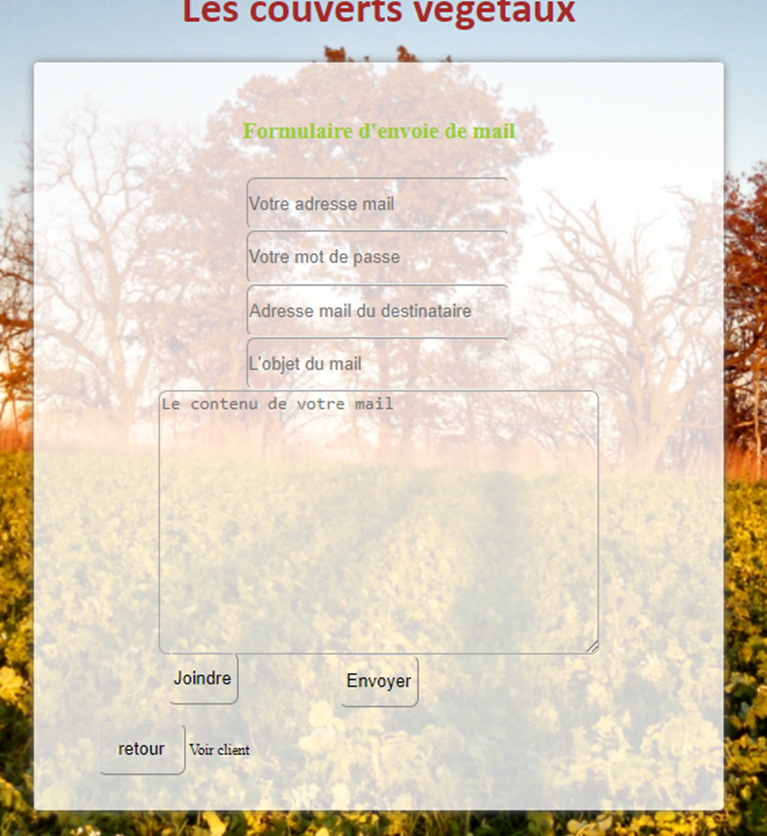 Les couverts végétaux
Formulaire d'envoie de mail
Votre adresse mail
Votre mot de passe
Adresse mail du destinataire
L'objet du mail
Le contenu de votre mail
Joindre
Envoyer
retour Voir client